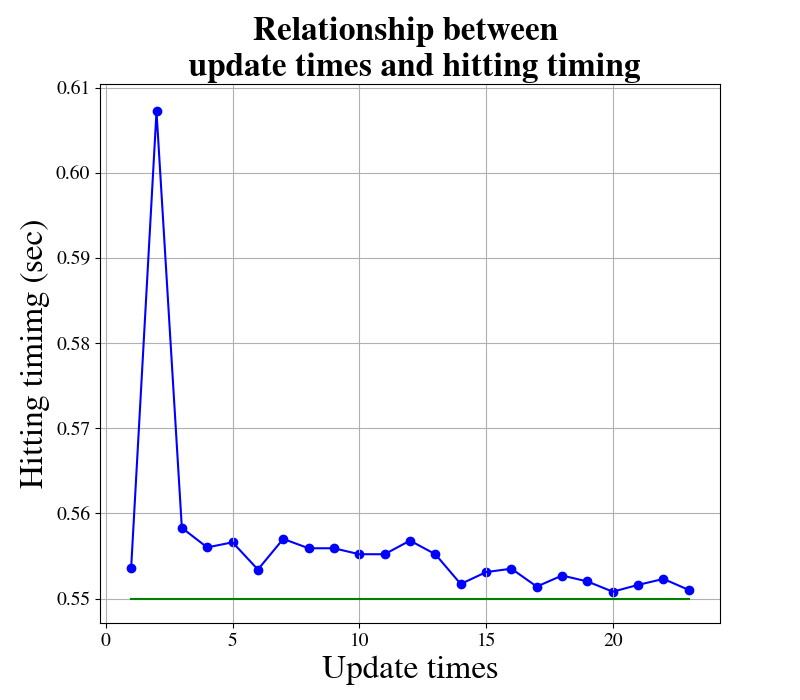 Relationship between
update times and hitting timing
0.61
0.60
0.59
0.58
0.57
0.56
0.55
Hitting timimg (sec)
0 5 10 15 20
Update times